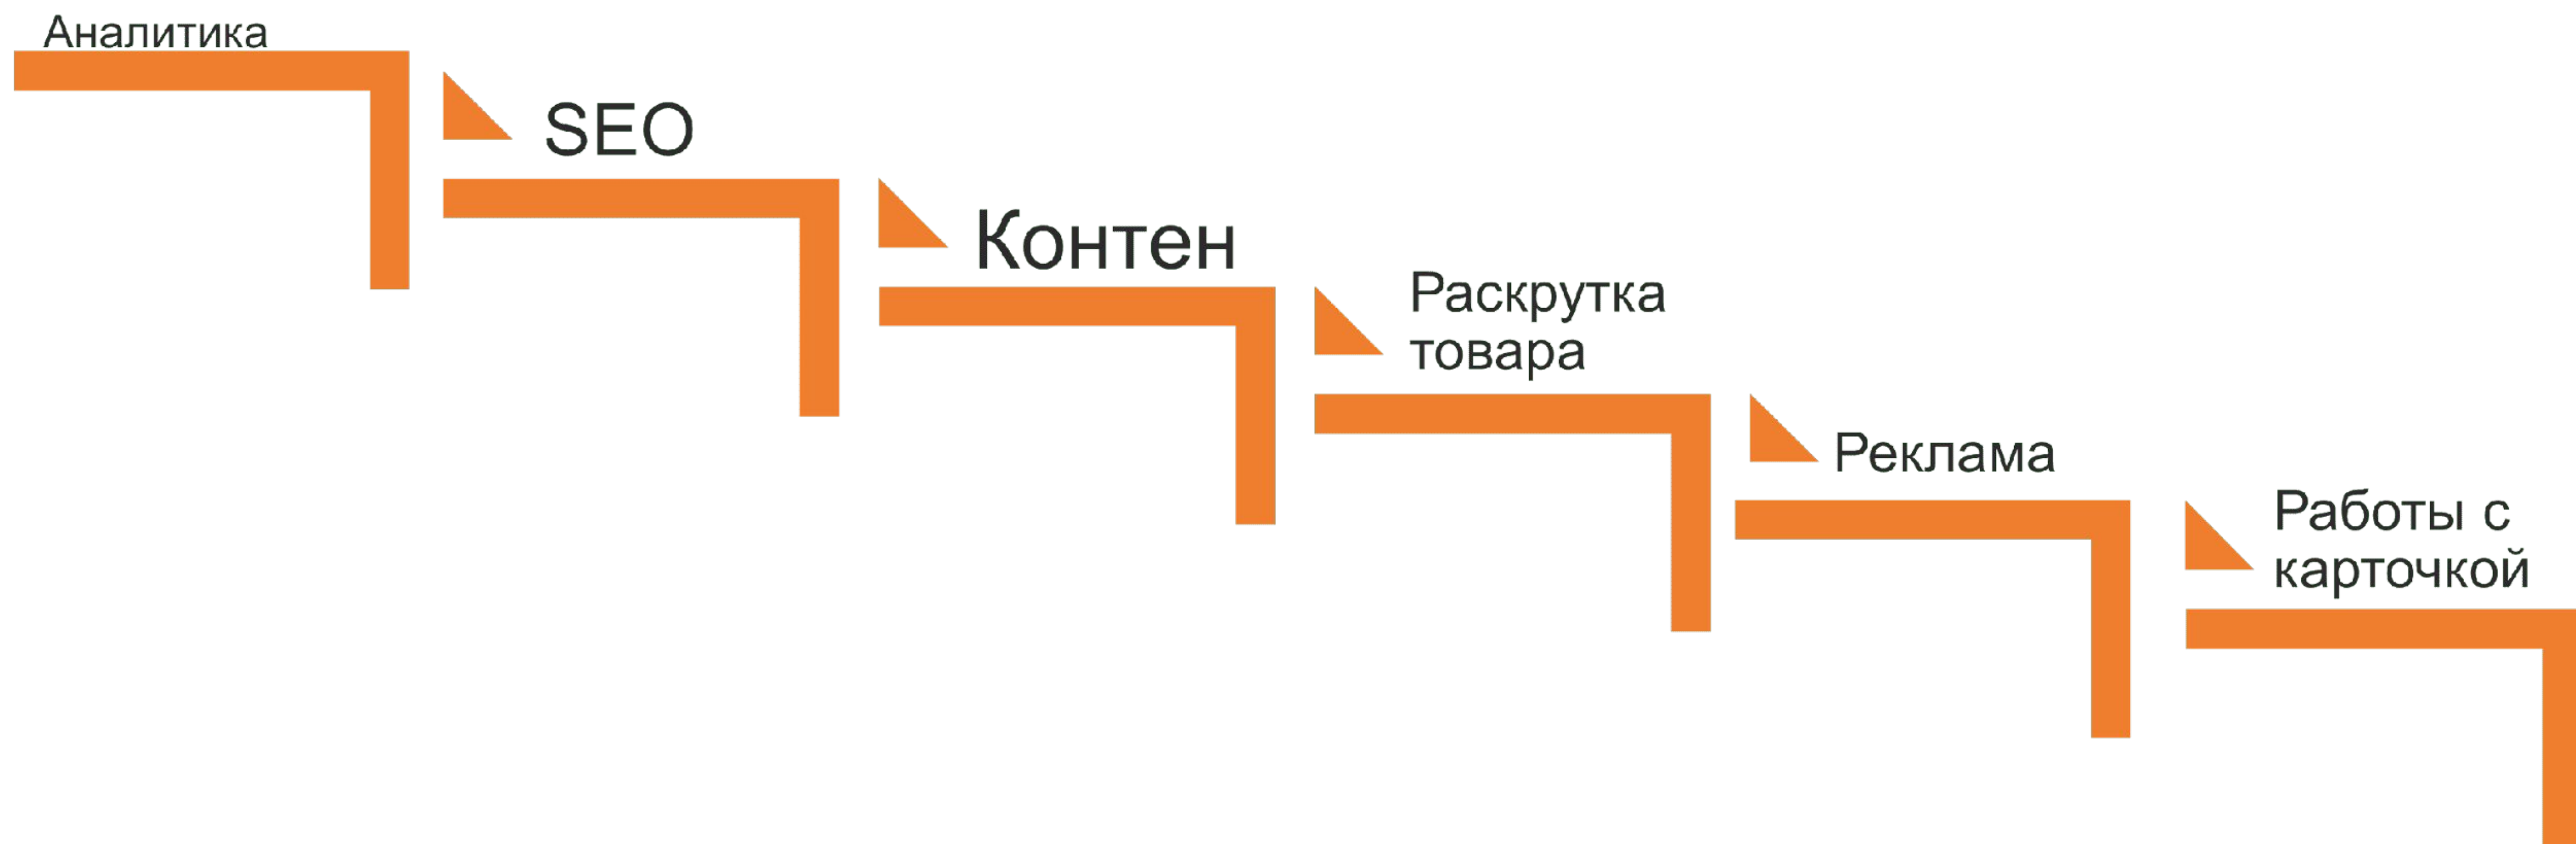 Аналитика
SEO
Контен
Раскрутка
товара
Реклама
Работы с
карточкой